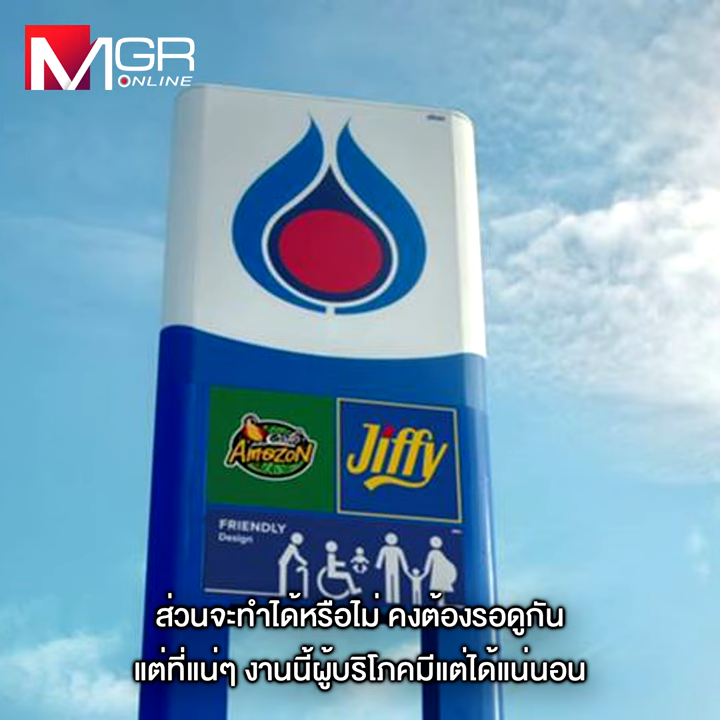 MGR
ONLINE
Café
AMAZON
Jiffy
FRIENDLY
Design
ส่วนจะทำได้หรือไม่ คงต้องรอดูกัน
แต่ที่แน่ๆ งานนี้ผู้บริโภคมีแต่ได้แน่นอน